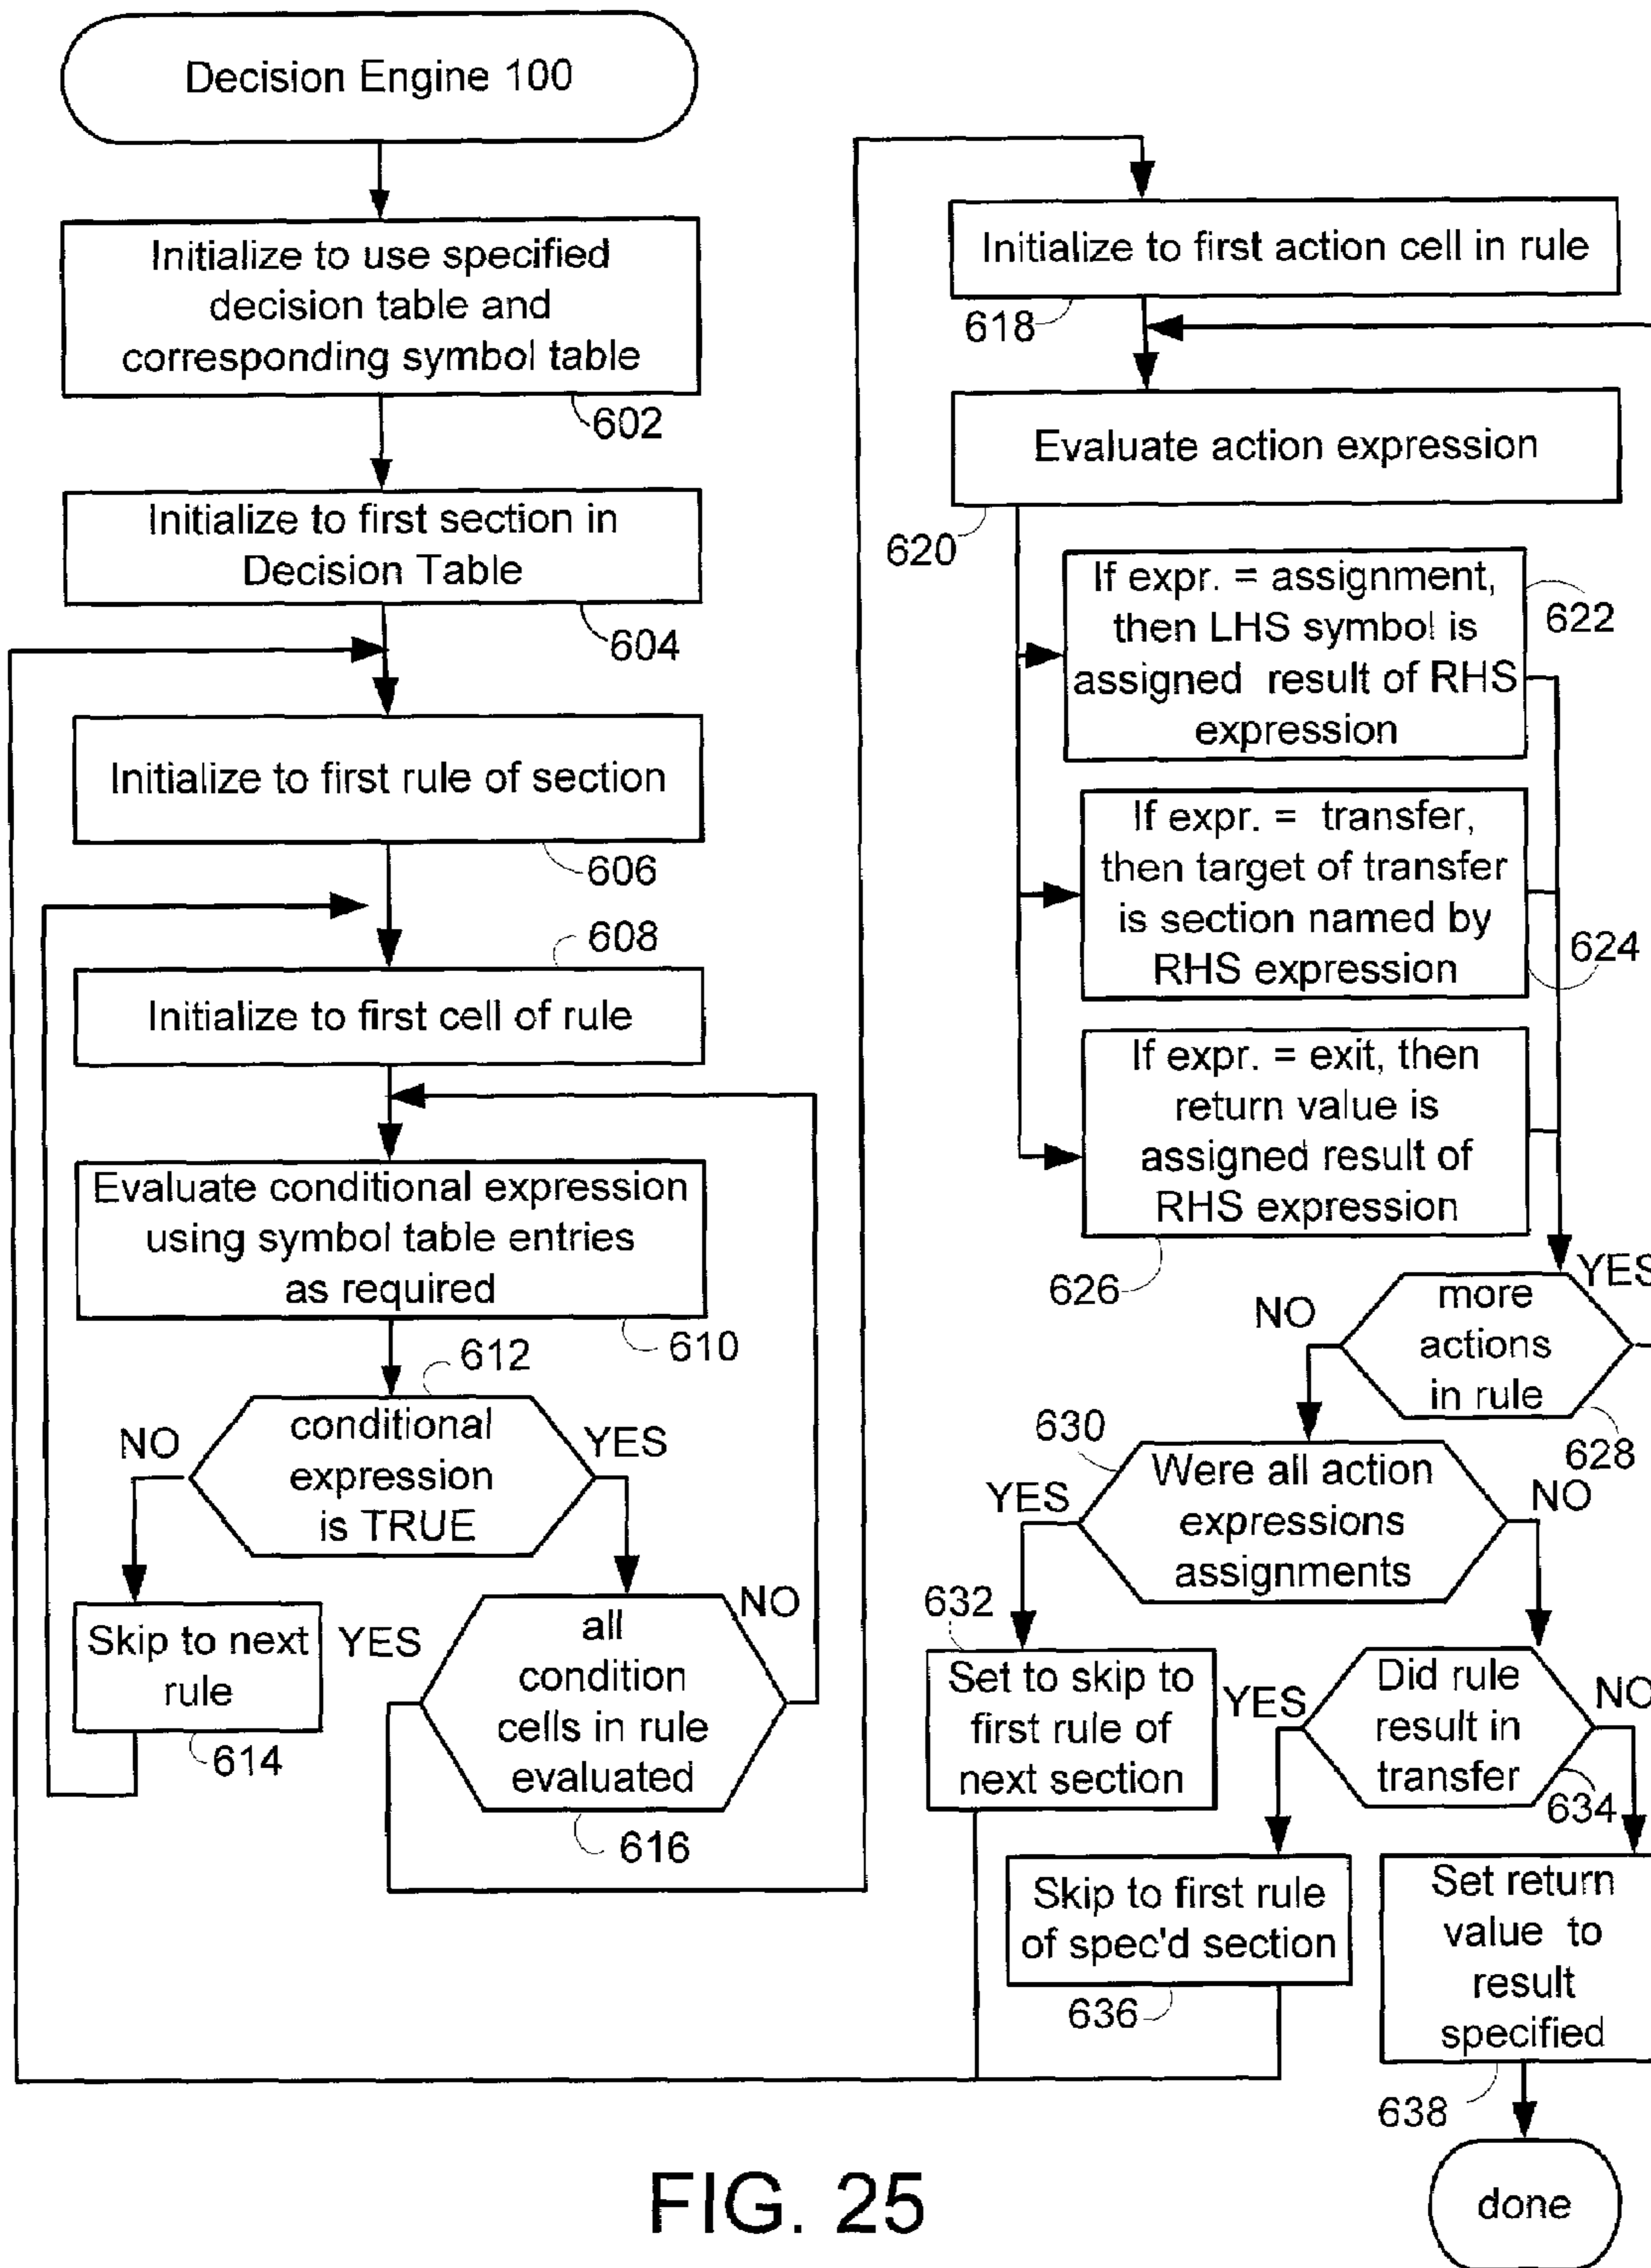 Decision Engine 100
Initialize to use specified
decision table and
corresponding symbol table
602
Initialize to first section in
Decision Table
604
Initialize to first rule of section
606
608
Initialize to first cell of rule
Evaluate conditional expression
using symbol table entries
as required
610
612
conditional
expression
is TRUE
NO
YES
Skip to next
rule
614
YES
all
condition
cells in rule
evaluated
NO
616
Initialize to first action cell in rule
618
Evaluate action expression
620
If expr. = assignment,
then LHS symbol is
assigned result of RHS
expression
622
If expr. = transfer,
then target of transfer
is section named by
RHS expression
624
If expr. = exit, then
return value is
assigned result of
RHS expression
626
YES
more
actions
in rule
NO
628
630
Were all action
expressions
assignments
YES
NO
632
Set to skip to
first rule of
next section
YES
Did rule
result in
transfer
NO
634
Skip to first rule
of spec'd section
636
Set return
value to
result
specified
638
done
FIG. 25